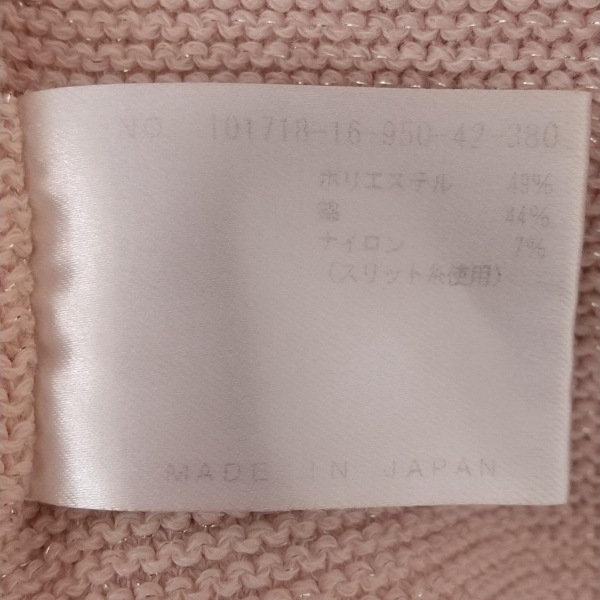 NO. 101718-16 950-42-380
ポリエステル 49%
綿 44%
ナイロン 7%
(スリット糸使用)
MADE IN JAPAN